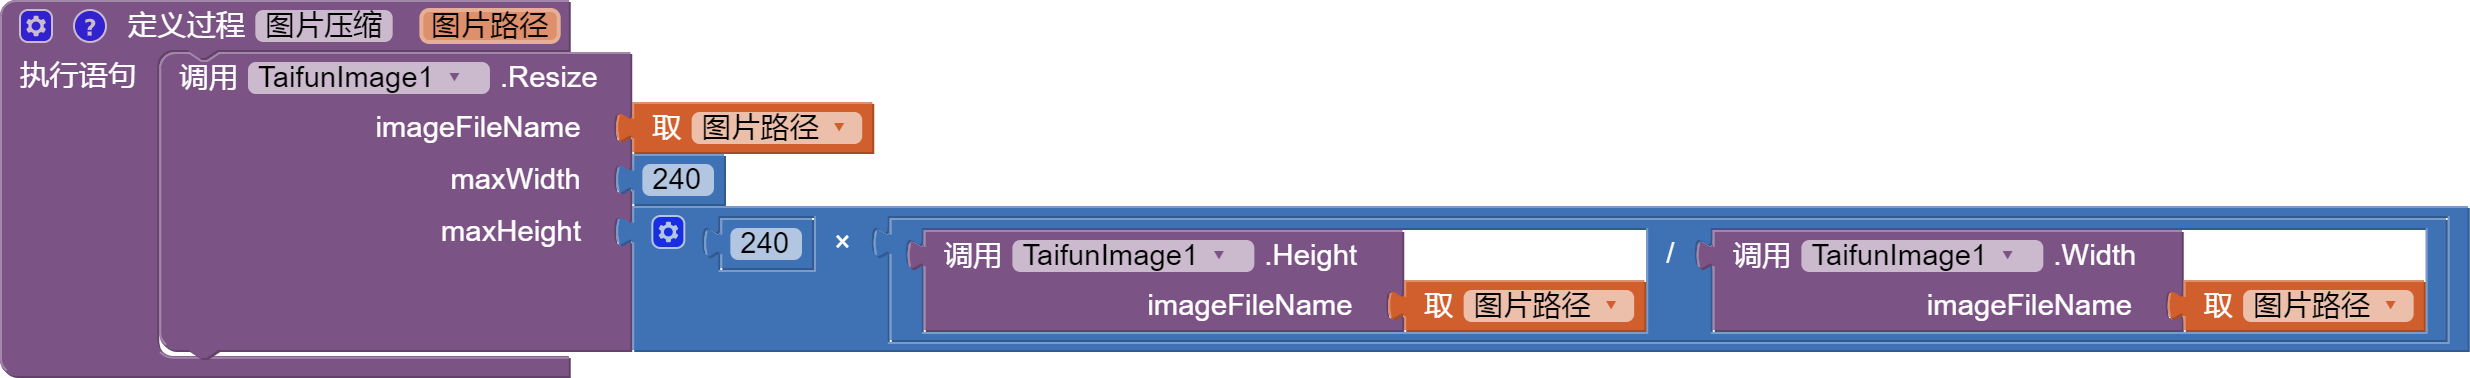 ? 定义过程 图片压缩 图片路径
执行语句 调用 TaifunImage1 .Resize
imageFileName 取 图片路径
maxWidth 240
maxHeight 240 × 调用 TaifunImage1 .Height / 调用 TaifunImage1 .Width
imageFileName 取 图片路径 imageFileName 取 图片路径